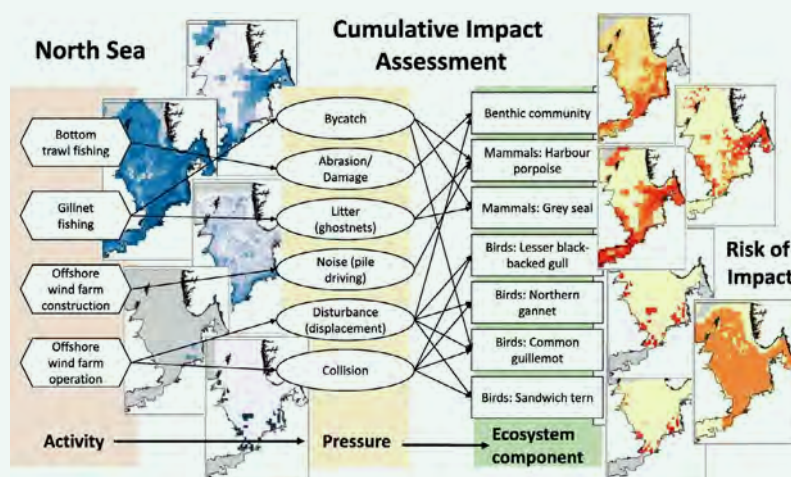 North Sea
Cumulative Impact
Assessment
Bottom
trawl fishing
Gillnet
fishing
Offshore
wind farm
construction
Offshore
wind farm
operation
Activity
Bycatch
Abrasion/
Damage
Litter
(ghostnets)
Noise (pile
driving)
Disturbance
(displacement)
Collision
Pressure
Benthic community
Mammals: Harbour
porpoise
Mammals: Grey seal
Birds: Lesser black-
backed gull
Birds: Northern
gannet
Birds: Common
guillemot
Birds: Sandwich tern
Ecosystem
component
Risk of
Impact